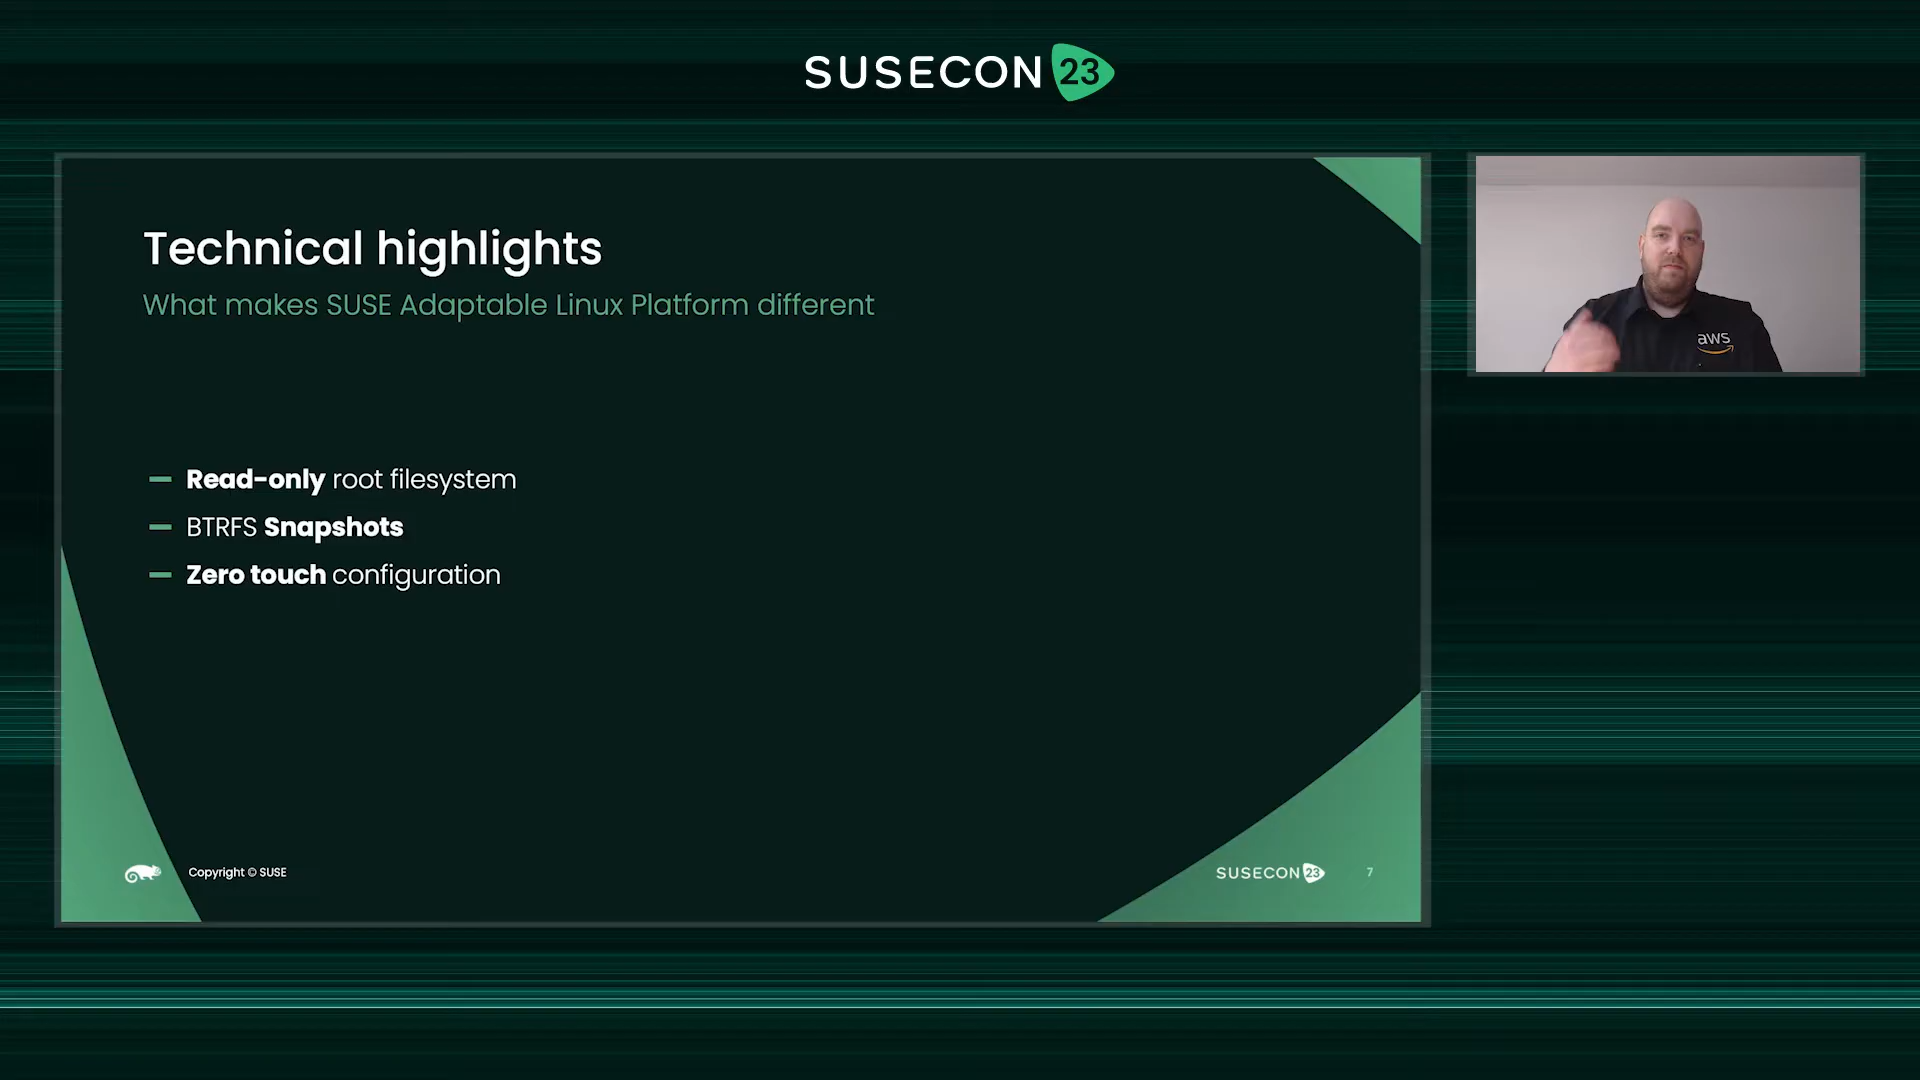 SUSECON 23
Technical highlights
What makes SUSE Adaptable Linux Platform different
Read-only root filesystem
BTRFS Snapshots
Zero touch configuration
Copyright © SUSE
SUSECON 23
7
aws